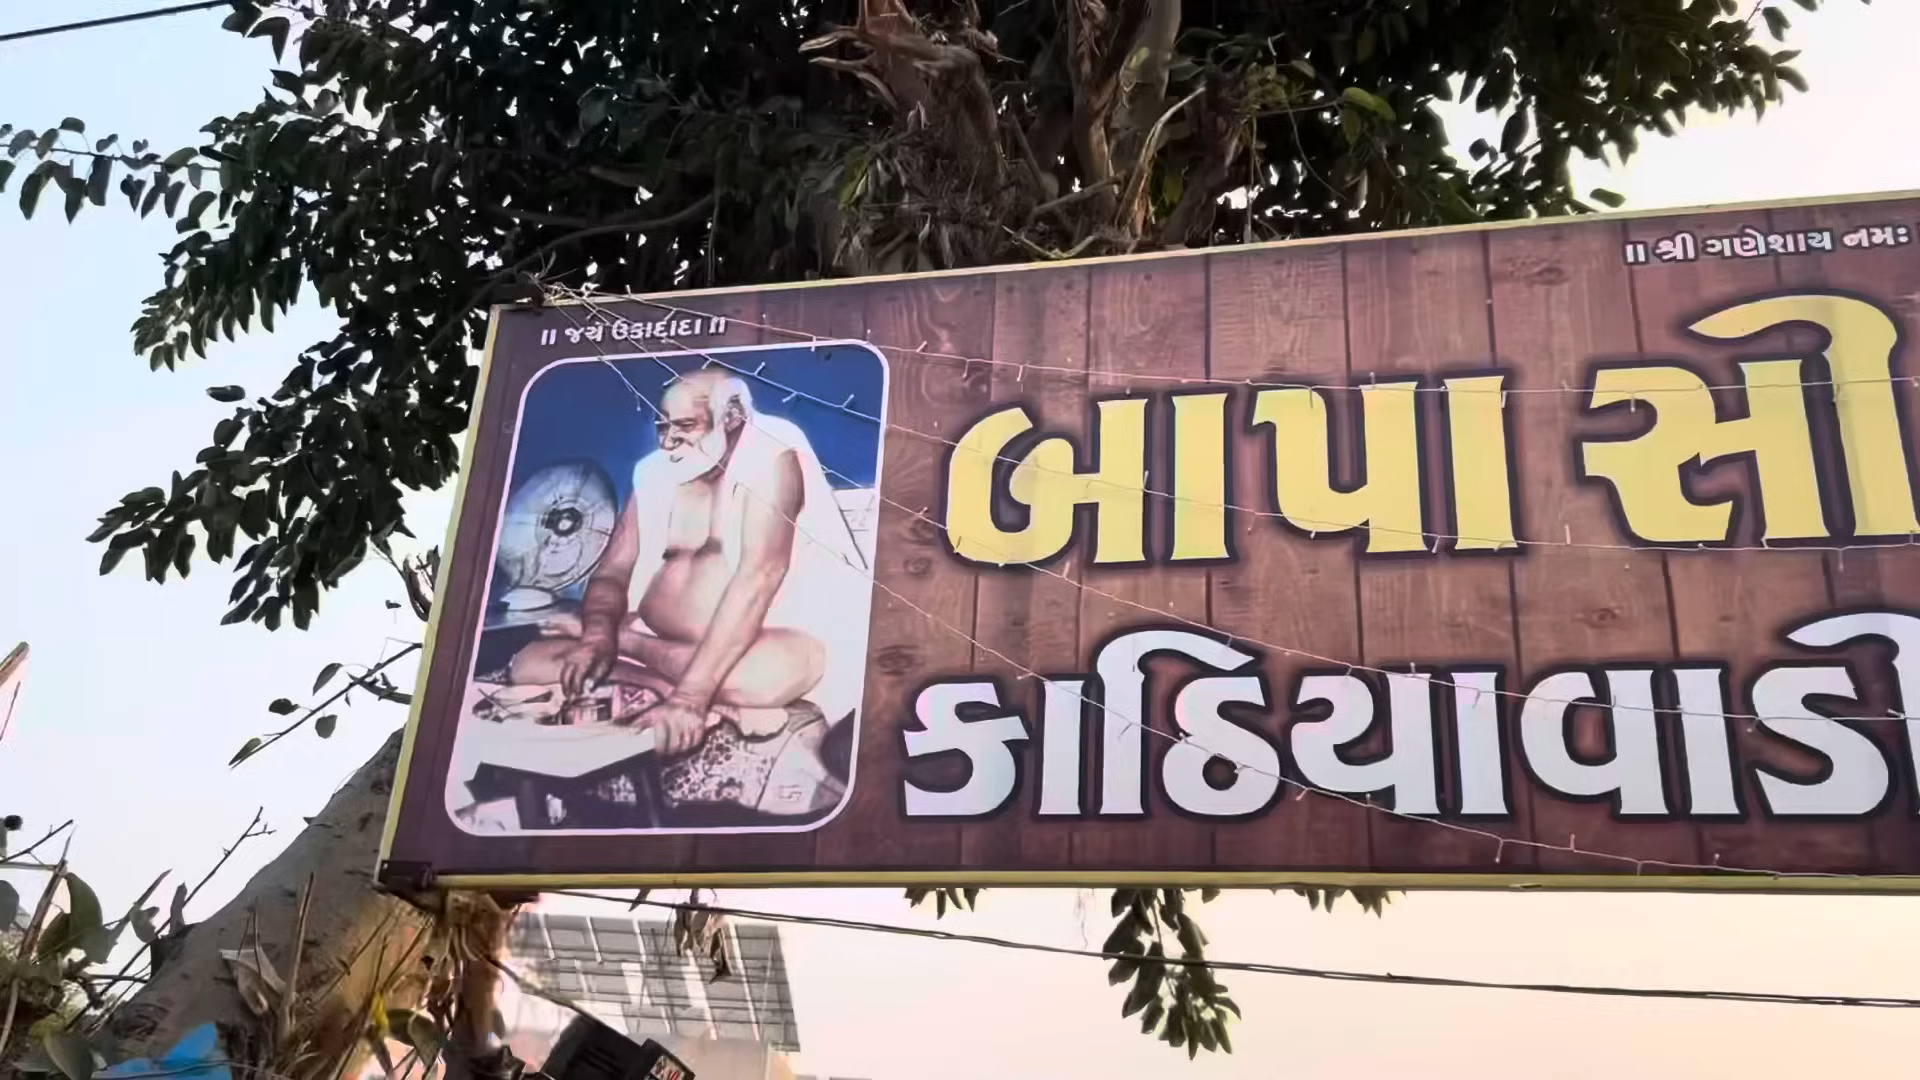 ॥ શ્રી ગણેશાય નમઃ
॥ જય ઉકાદાદા ॥
બાપા સી
કાઠિયાવાડી